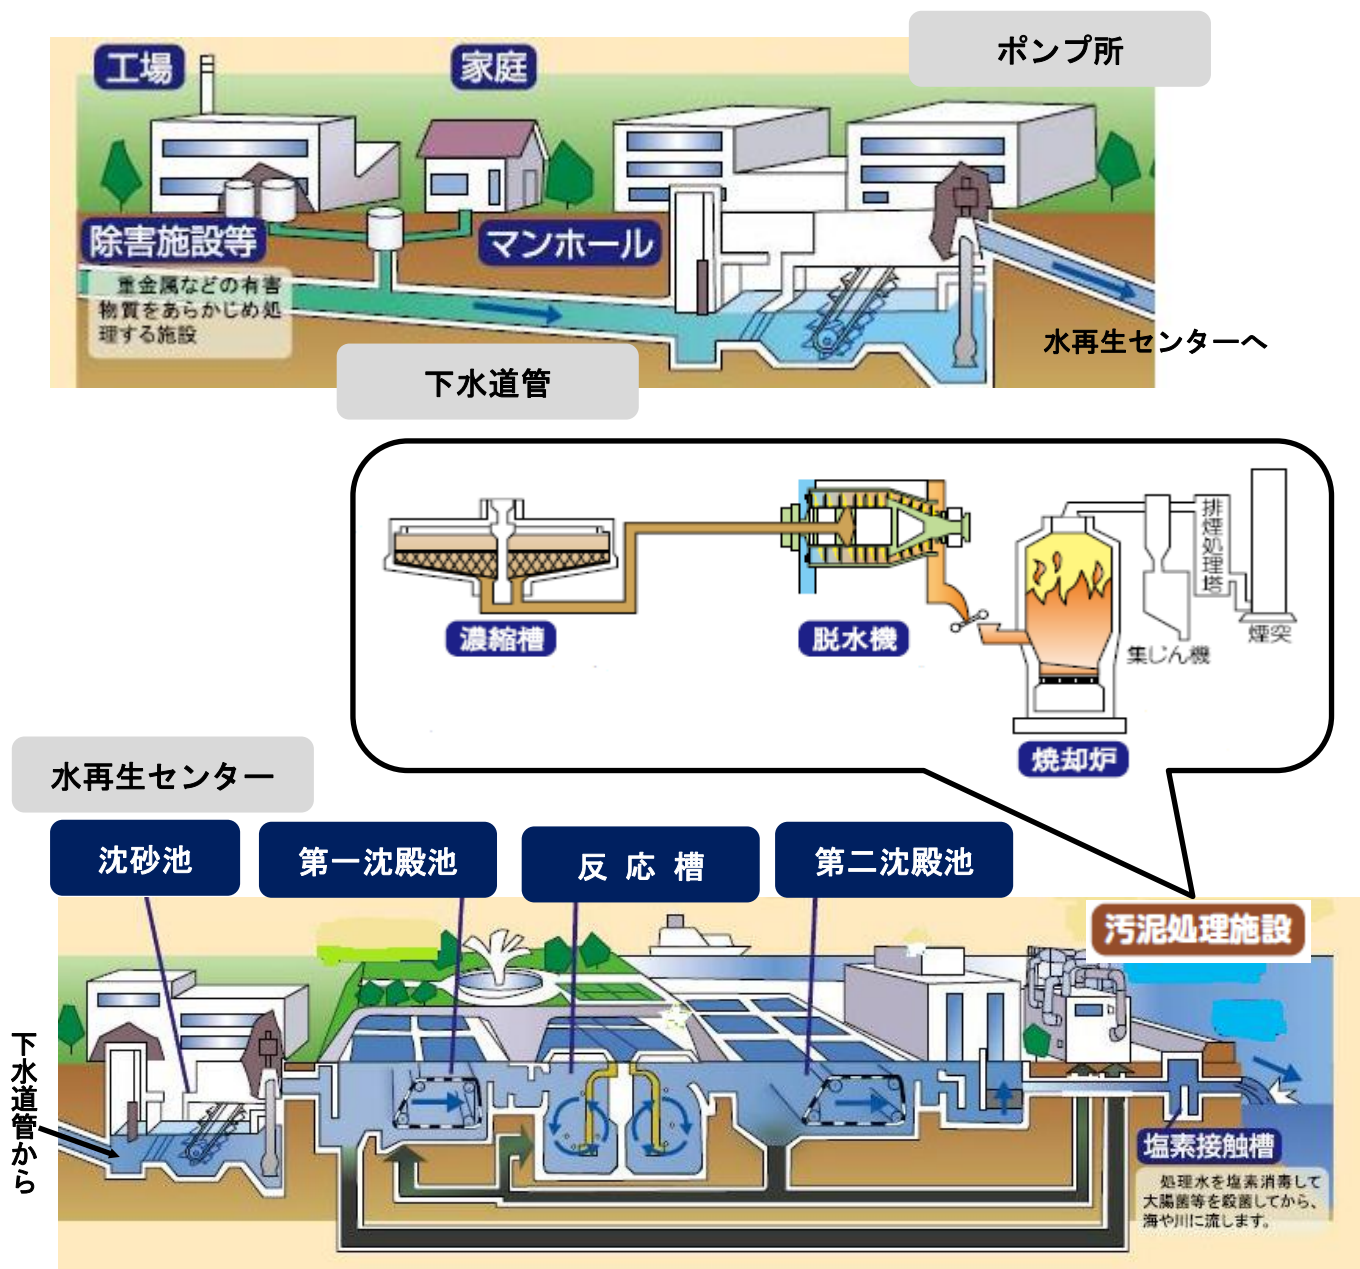 ポンプ所
工場
家庭
除害施設等
マンホール
重金属などの有害
物質をあらかじめ処
理する施設
水再生センターへ
下水道管
濃縮槽
脱水機
焼却炉
集じん機
排煙処理塔
煙突
水再生センター
沈砂池
第一沈殿池
反応槽
第二沈殿池
汚泥処理施設
下水道管から
塩素接触槽
処理水を塩素消毒して
大腸菌等を殺菌してから、
海や川に流します。